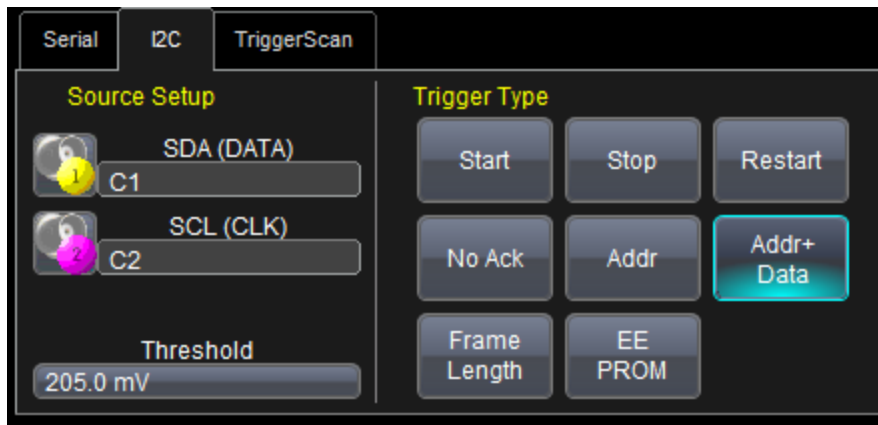 Serial
I2C
TriggerScan
Source Setup
SDA (DATA)
1
C1
SCL (CLK)
2
C2
Threshold
205.0 mV
Trigger Type
Start
Stop
Restart
No Ack
Addr
Addr+
Data
Frame
Length
EE
PROM